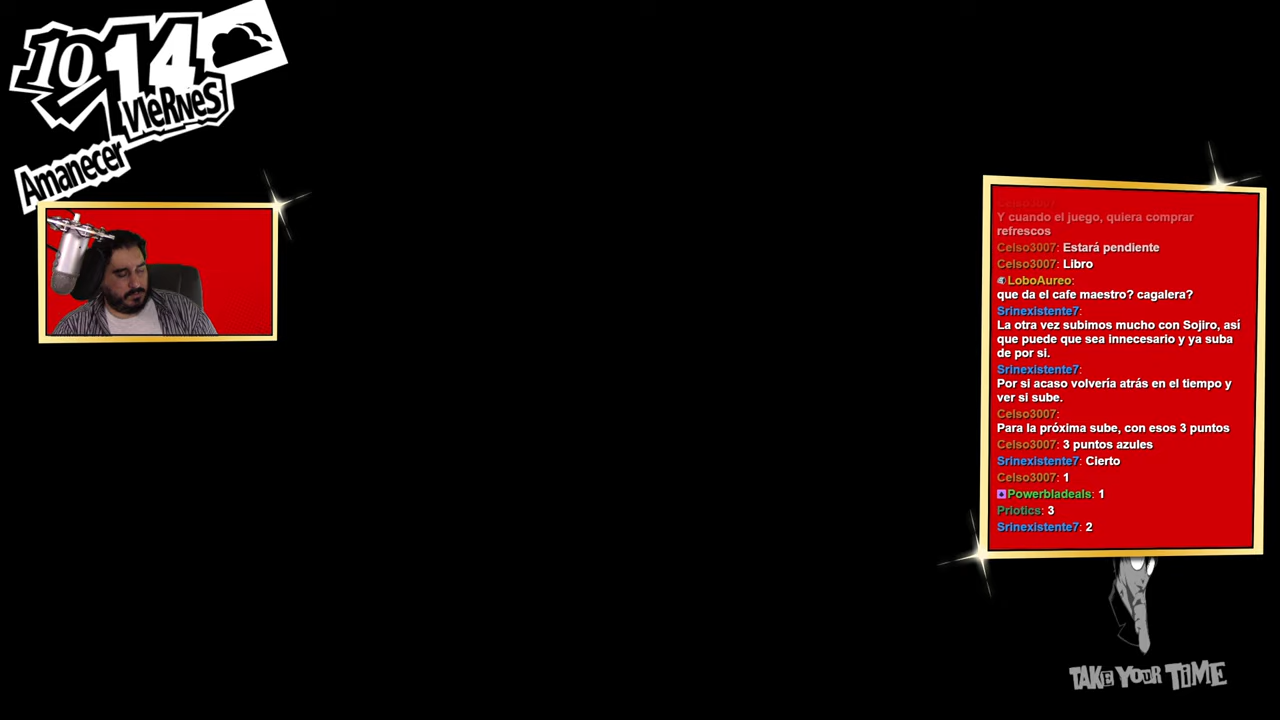 10/14
Viernes
Amanecer
Celso3007
Y cuando el juego, quiera comprar
refrescos
Celso3007: Estará pendiente
Celso3007: Libro
LoboAureo:
que da el cafe maestro? cagalera?
Srinexistente7:
La otra vez subimos mucho con Sojiro, así
que puede que sea innecesario y ya suba
de por si.
Srinexistente7:
Por si acaso volvería atrás en el tiempo y
ver si sube.
Celso3007:
Para la próxima sube, con esos 3 puntos
Celso3007: 3 puntos azules
Srinexistente7: Cierto
Celso3007: 1
Powerbladeals: 1
Priotics: 3
Srinexistente7: 2
TAKE YOUR TiME